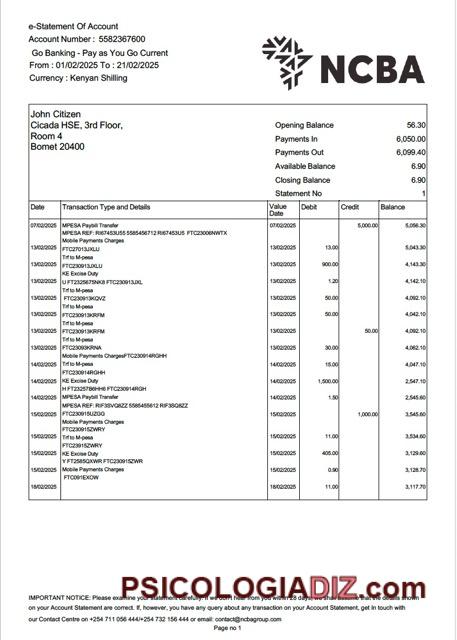 e-Statement Of Account
Account Number : 5582367600
Go Banking - Pay as You Go Current
From : 01/02/2025 To : 21/02/2025
Currency : Kenyan Shilling
NCBA
John Citizen
Cicada HSE, 3rd Floor,
Room 4
Bomet 20400
Opening Balance 56.30
Payments In 6,050.00
Payments Out 6,099.40
Available Balance 6.90
Closing Balance 6.90
Statement No 1
Date Transaction Type and Details Value Date Debit Credit Balance
07/02/2025 MPESA Paybill Transfer 07/02/2025 5,000.00 5,056.30
MPESA REF: RI67453U55 5585456712 RI67453U5 FTC23006NWTX
Mobile Payments Charges
13/02/2025 FTC27013JXLU 13/02/2025 13.00 5,043.30
Trf to M-pesa
13/02/2025 FTC230913JXLU 13/02/2025 900.00 4,143.30
KE Excise Duty
13/02/2025 U FT2325675NK8 FTC230913JXL 13/02/2025 1.20 4,142.10
Trf to M-pesa
13/02/2025 FTC230913KQVZ 13/02/2025 50.00 4,092.10
Trf to M-pesa
13/02/2025 FTC230913KRFM 13/02/2025 50.00 4,042.10
Trf to M-pesa
13/02/2025 FTC230913KRFM 13/02/2025 50.00 4,092.10
Trf to M-pesa
13/02/2025 FTC93093KRNA 13/02/2025 30.00 4,062.10
Mobile Payments ChargesFTC230914RGHH
14/02/2025 Trf to M-pesa 14/02/2025 15.00 4,047.10
FTC230914RGHH
14/02/2025 KE Excise Duty 14/02/2025 1,500.00 2,547.10
H FT23257B6HH6 FTC230914RGH
14/02/2025 MPESA Paybill Transfer 14/02/2025 1.50 2,545.60
MPESA REF: RIF3SVQ8ZZ 5585455612 RIF3SQ8ZZ
15/02/2025 FTC230915UZGG 15/02/2025 1,000.00 3,545.60
Mobile Payments Charges
FTC230915ZWRY
15/02/2025 Trf to M-pesa 15/02/2025 11.00 3,534.60
FTC23915ZWRY
15/02/2025 KE Excise Duty 15/02/2025 405.00 3,129.60
Y FT2585QXWR FTC230915ZWR
15/02/2025 Mobile Payments Charges 15/02/2025 0.90 3,128.70
FTC091EXOW
18/02/2025 18/02/2025 11.00 3,117.70
PSICOLOGIADIZ.com
IMPORTANT NOTICE: Please examine your statement carefully. If we don't hear from you within 28 days, we shall assume that the details shown
on your Account Statement are correct. If, however, you have any query about any transaction on your Account Statement, get In touch with
our Contact Centre on +254 711 056 444/+254 732 156 444 or email: contact@ncbagroup.com
Page no 1